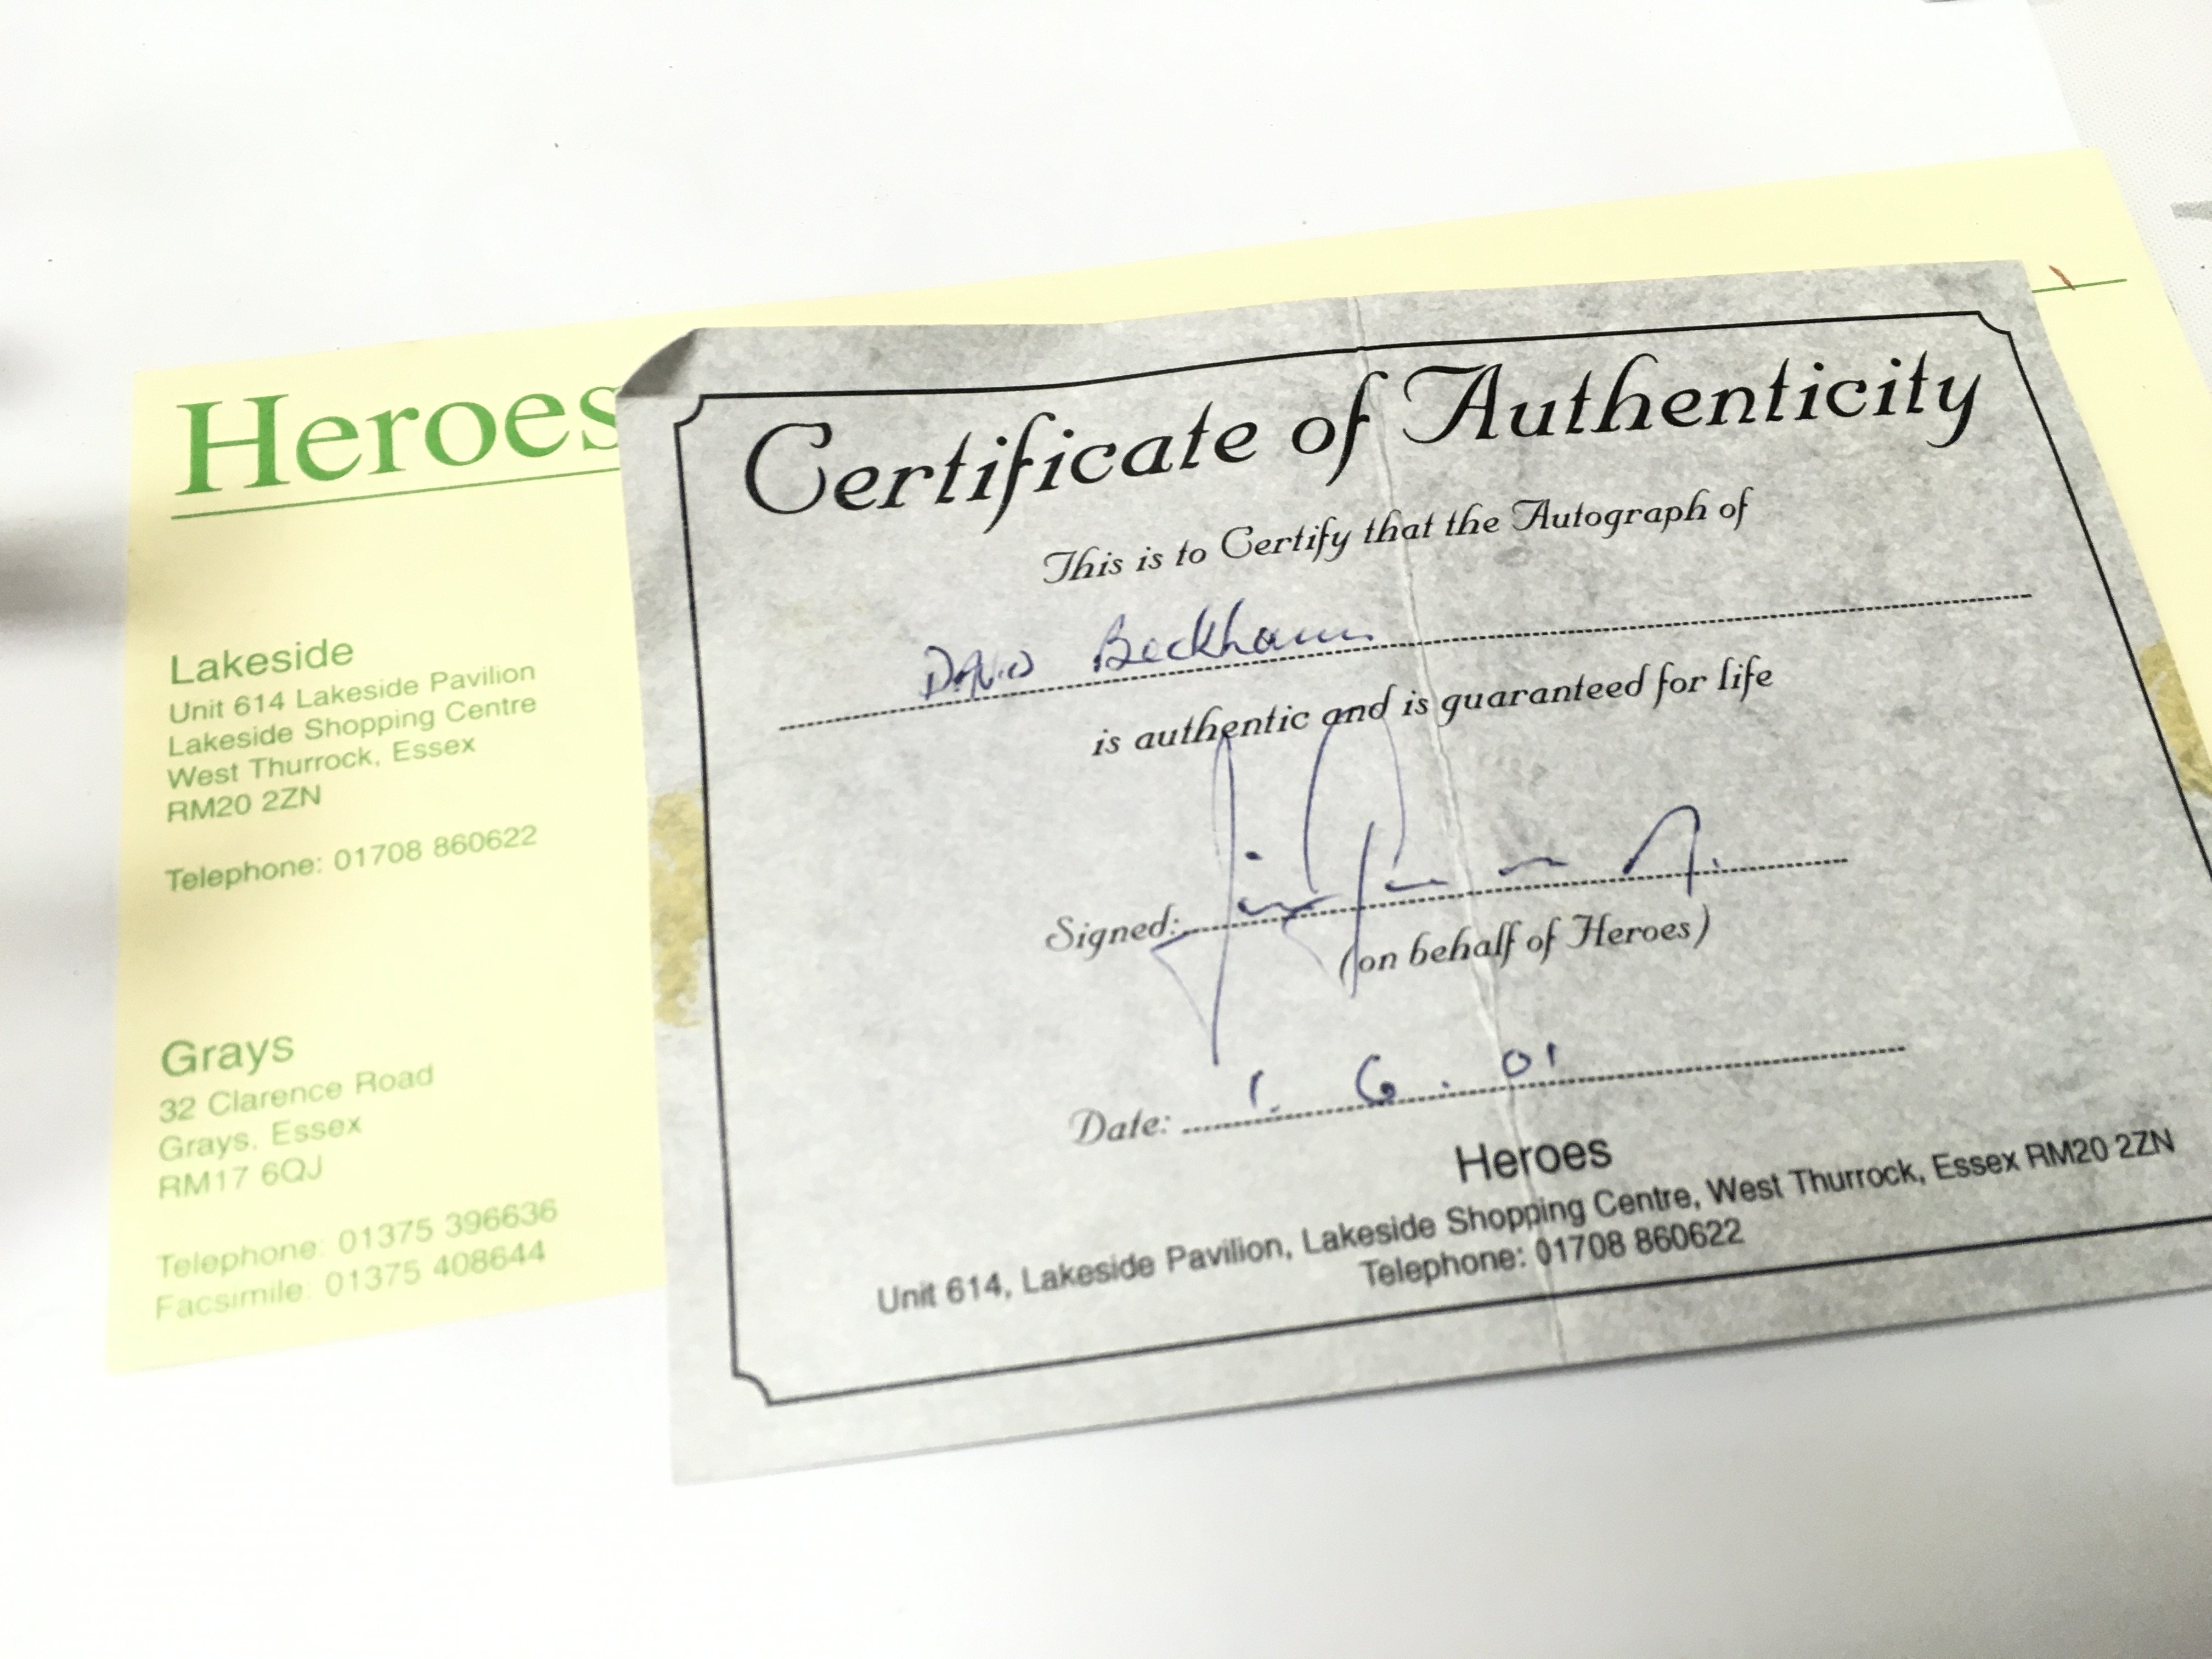 Heroes
Lakeside
Unit 614 Lakeside Pavilion
Lakeside Shopping Centre
West Thurrock, Essex
RM20 2ZN
Telephone: 01708 860622
Grays
32 Clarence Road
Grays, Essex
RM17 6QJ
Telephone: 01375 396636
Facsimile: 01375 408644
Certificate of Authenticity
This is to Certify that the Autograph of
David Beckham
is authentic and is guaranteed for life
Signed:
(on behalf of Heroes)
Date: 1. 6. 01
Heroes
Unit 614, Lakeside Pavilion, Lakeside Shopping Centre, West Thurrock, Essex RM20 2ZN
Telephone: 01708 860622